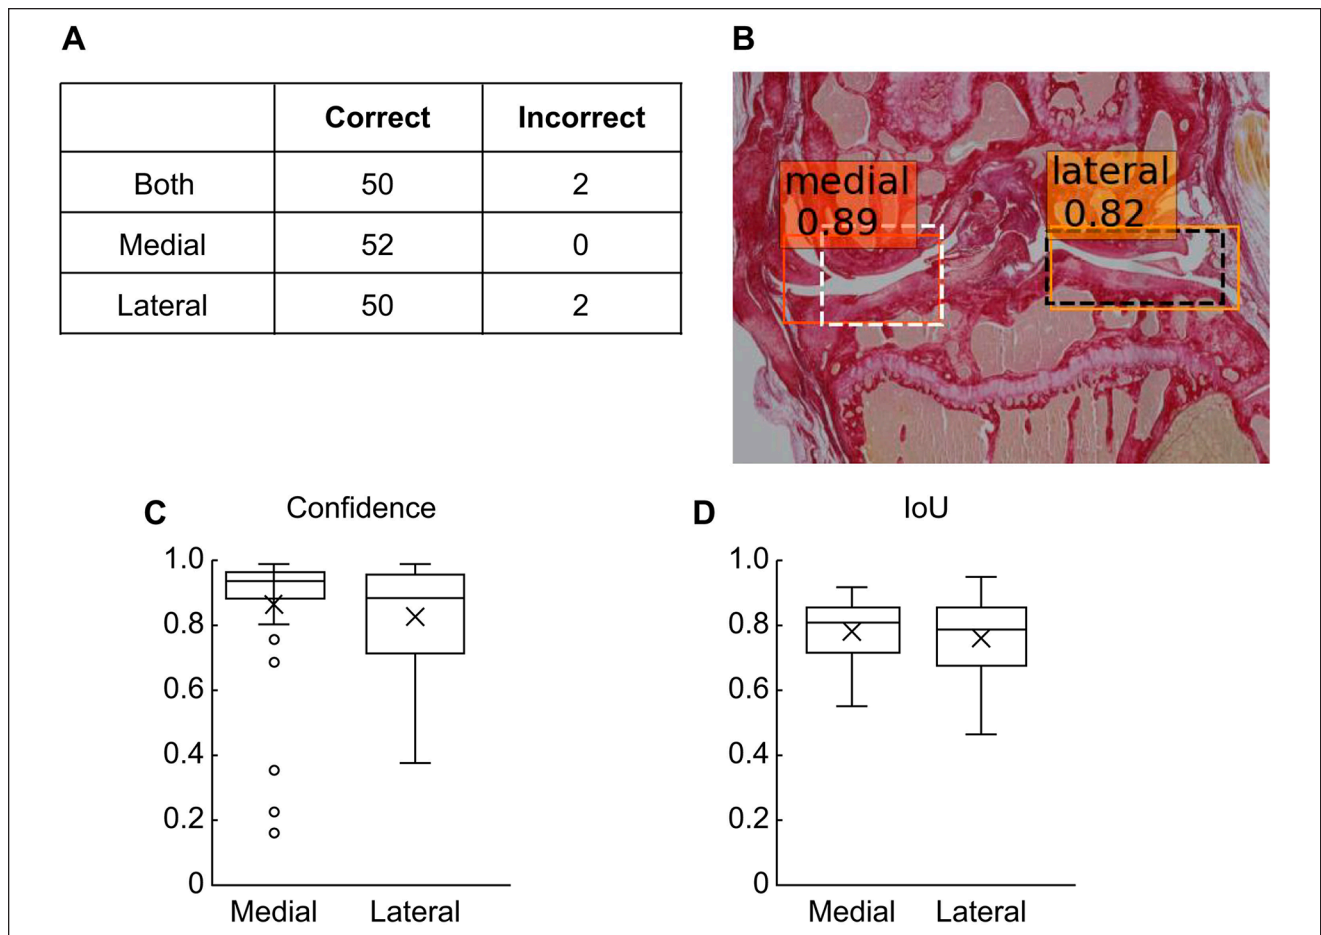 A
Correct Incorrect
Both 50 2
Medial 52 0
Lateral 50 2
B
medial
0.89
lateral
0.82
C Confidence
1.0
0.8
0.6
0.4
0.2
0
Medial Lateral
D IoU
1.0
0.8
0.6
0.4
0.2
0
Medial Lateral